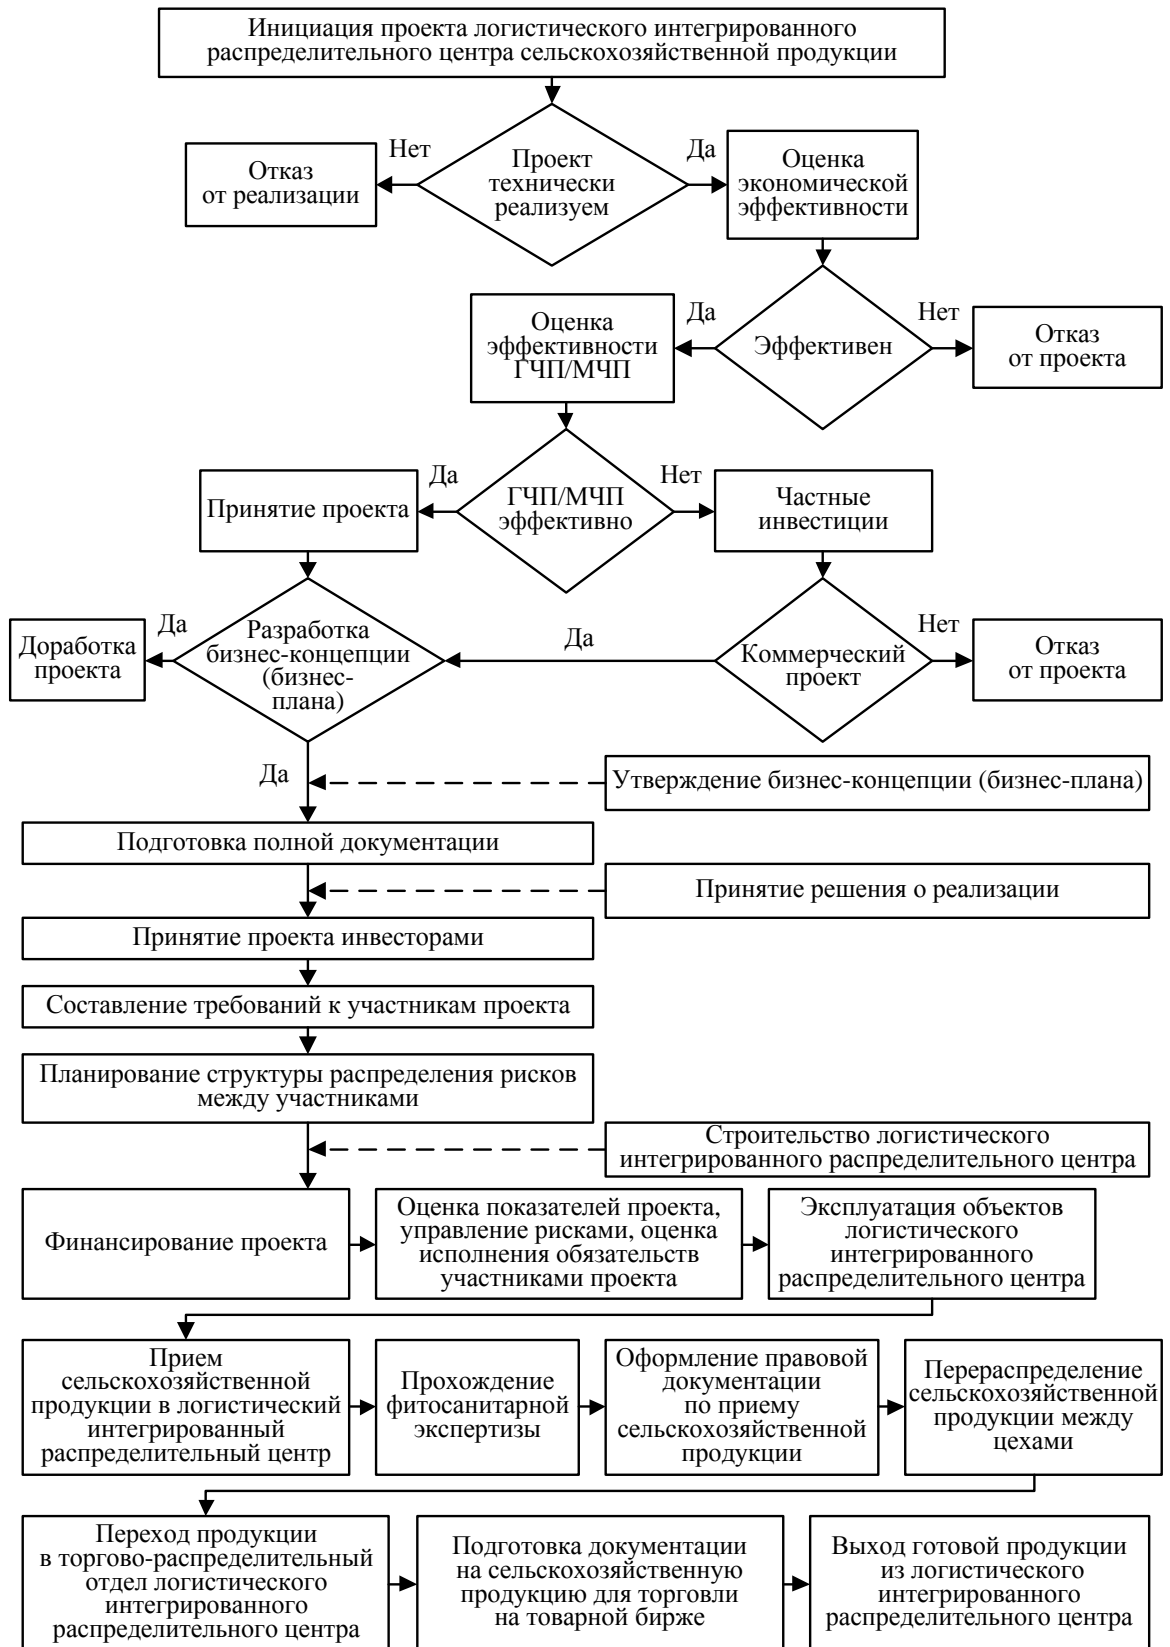 Инициация проекта логистического интегрированного
распределительного центра сельскохозяйственной продукции
Нет
Да
Отказ
от реализации
Проект
технически
реализуем
Оценка
экономической
эффективности
Оценка
эффективности
ГЧП/МЧП
Да
Эффективен
Нет
Отказ
от проекта
Принятие проекта
Да
ГЧП/МЧП
эффективно
Нет
Частные
инвестиции
Доработка
проекта
Да
Разработка
бизнес-концепции
(бизнес-
плана)
Да
Коммерческий
проект
Нет
Отказ
от проекта
Да
Утверждение бизнес-концепции (бизнес-плана)
Подготовка полной документации
Принятие решения о реализации
Принятие проекта инвесторами
Составление требований к участникам проекта
Планирование структуры распределения рисков
между участниками
Строительство логистического
интегрированного распределительного центра
Финансирование проекта
Оценка показателей проекта,
управление рисками, оценка
исполнения обязательств
участниками проекта
Эксплуатация объектов
логистического
интегрированного
распределительного центра
Прием
сельскохозяйственной
продукции в логистический
интегрированный
распределительный центр
Прохождение
фитосанитарной
экспертизы
Оформление правовой
документации
по приему
сельскохозяйственной
продукции
Перераспределение
сельскохозяйственной
продукции между
цехами
Переход продукции
в торгово-распределительный
отдел логистического
интегрированного
распределительного центра
Подготовка документации
на сельскохозяйственную
продукцию для торговли
на товарной бирже
Выход готовой продукции
из логистического
интегрированного
распределительного центра